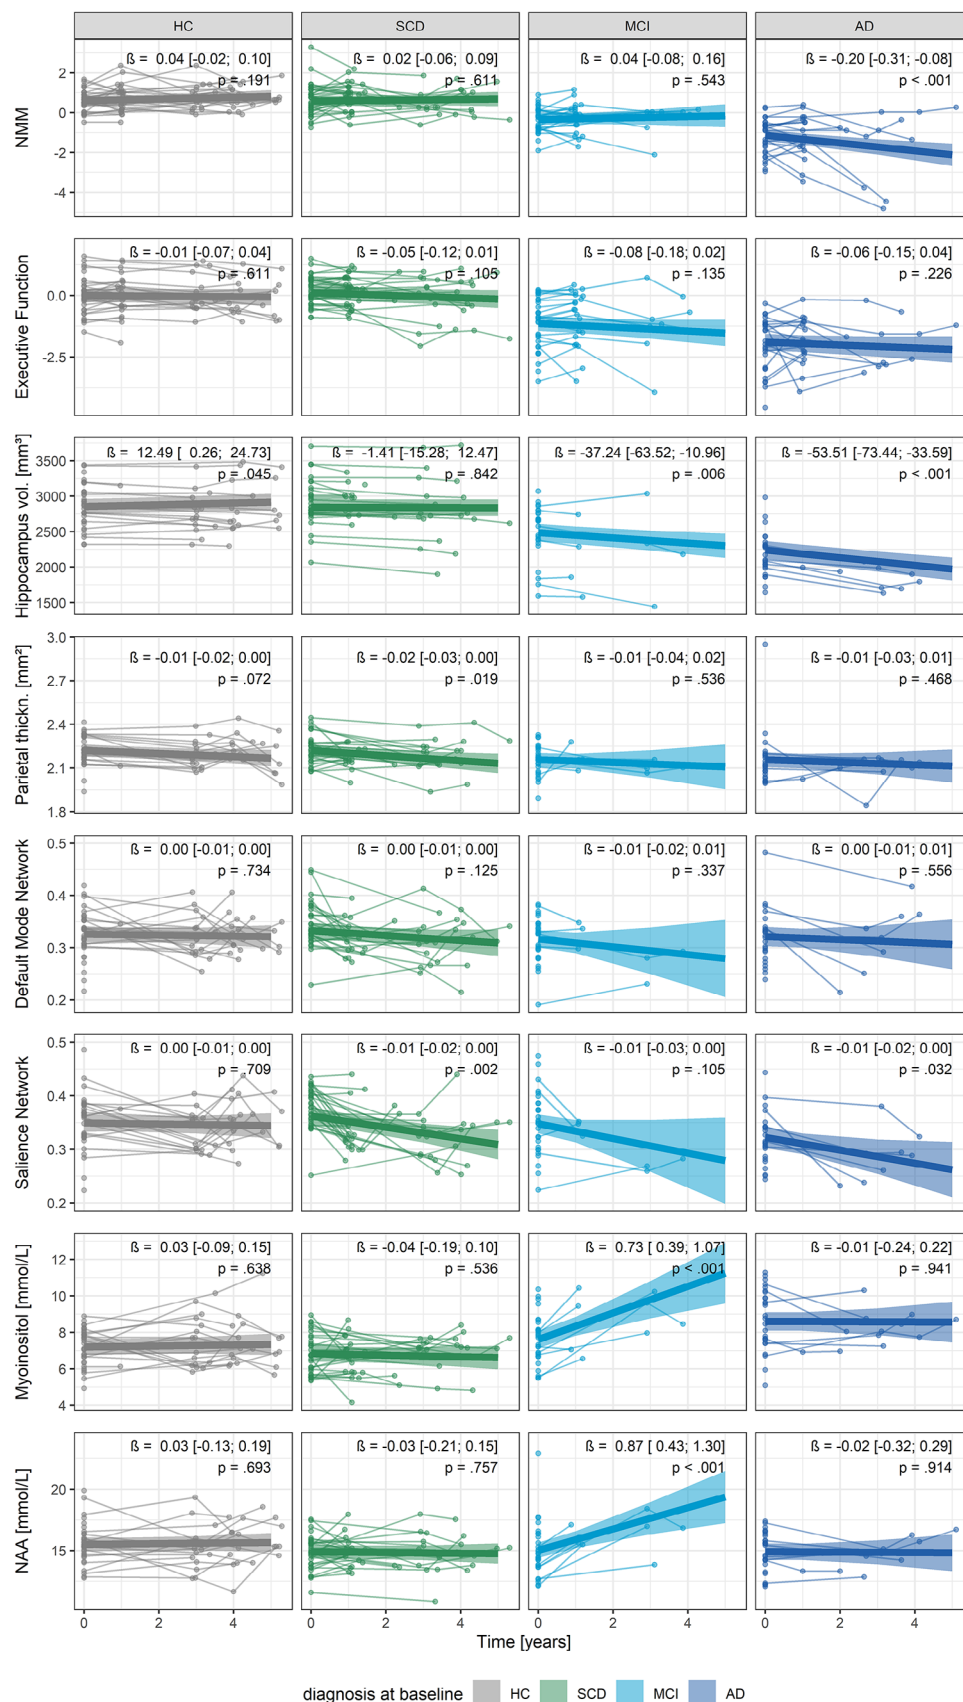 HC SCD MCI AD
NMM
2
0
-2
-4
ß = 0.04 [-0.02; 0.10]
p = .191
ß = 0.02 [-0.06; 0.09]
p = .611
ß = 0.04 [-0.08; 0.16]
p = .543
ß = -0.20 [-0.31; -0.08]
p < .001
Executive Function
0.0
-2.5
ß = -0.01 [-0.07; 0.04]
p = .611
ß = -0.05 [-0.12; 0.01]
p = .105
ß = -0.08 [-0.18; 0.02]
p = .135
ß = -0.06 [-0.15; 0.04]
p = .226
Hippocampus vol. [mm³]
3500
3000
2500
2000
1500
ß = 12.49 [ 0.26; 24.73]
p = .045
ß = -1.41 [-15.28; 12.47]
p = .842
ß = -37.24 [-63.52; -10.96]
p = .006
ß = -53.51 [-73.44; -33.59]
p < .001
Parietal thickn. [mm²]
3.0
2.7
2.4
2.1
1.8
ß = -0.01 [-0.02; 0.00]
p = .072
ß = -0.02 [-0.03; 0.00]
p = .019
ß = -0.01 [-0.04; 0.02]
p = .536
ß = -0.01 [-0.03; 0.01]
p = .468
Default Mode Network
0.5
0.4
0.3
0.2
ß = 0.00 [-0.01; 0.00]
p = .734
ß = 0.00 [-0.01; 0.00]
p = .125
ß = -0.01 [-0.02; 0.01]
p = .337
ß = 0.00 [-0.01; 0.01]
p = .556
Salience Network
0.5
0.4
0.3
0.2
ß = 0.00 [-0.01; 0.00]
p = .709
ß = -0.01 [-0.02; 0.00]
p = .002
ß = -0.01 [-0.03; 0.00]
p = .105
ß = -0.01 [-0.02; 0.00]
p = .032
Myoinositol [mmol/L]
12
10
8
6
4
ß = 0.03 [-0.09; 0.15]
p = .638
ß = -0.04 [-0.19; 0.10]
p = .536
ß = 0.73 [ 0.39; 1.07]
p < .001
ß = -0.01 [-0.24; 0.22]
p = .941
NAA [mmol/L]
20
15
ß = 0.03 [-0.13; 0.19]
p = .693
ß = -0.03 [-0.21; 0.15]
p = .757
ß = 0.87 [ 0.43; 1.30]
p < .001
ß = -0.02 [-0.32; 0.29]
p = .914
0 2 4 0 2 4 0 2 4 0 2 4
Time [years]
diagnosis at baseline HC SCD MCI AD